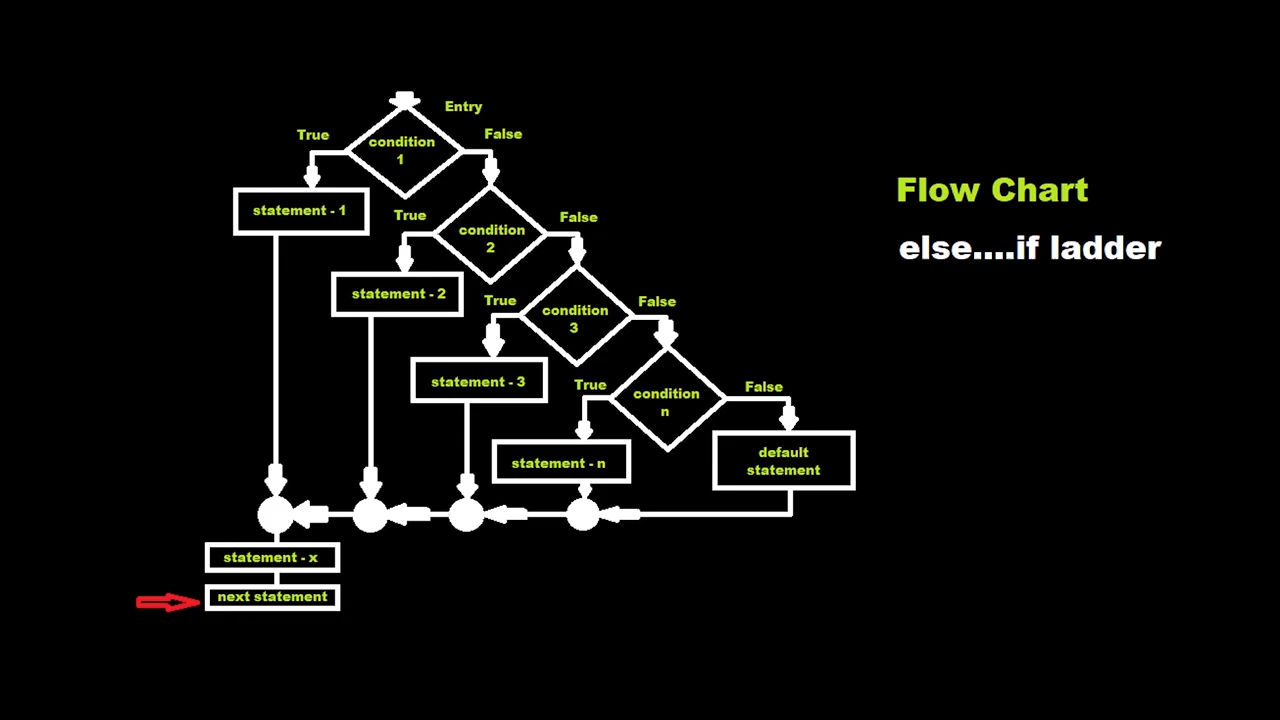 Entry
True
False
condition
1
Flow Chart
statement - 1
True
False
condition
2
else....if ladder
statement - 2
True
False
condition
3
statement - 3
True
False
condition
n
statement - n
default
statement
statement - x
next statement